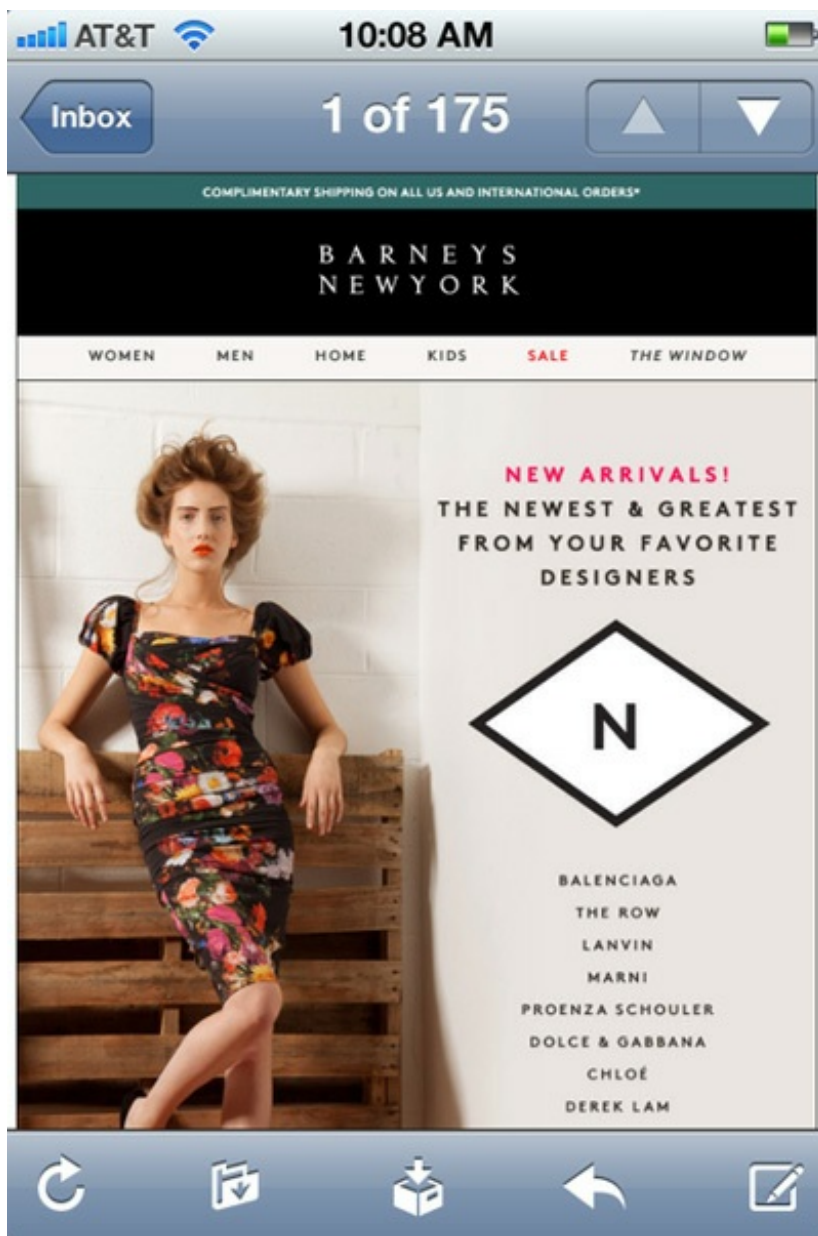 AT&T 10:08 AM
Inbox 1 of 175
COMPLIMENTARY SHIPPING ON ALL US AND INTERNATIONAL ORDERS*
BARNEYS
NEWYORK
WOMEN MEN HOME KIDS SALE THE WINDOW
NEW ARRIVALS!
THE NEWEST & GREATEST
FROM YOUR FAVORITE
DESIGNERS
N
BALENCIAGA
THE ROW
LANVIN
MARNI
PROENZA SCHOULER
DOLCE & GABBANA
CHLOÉ
DEREK LAM